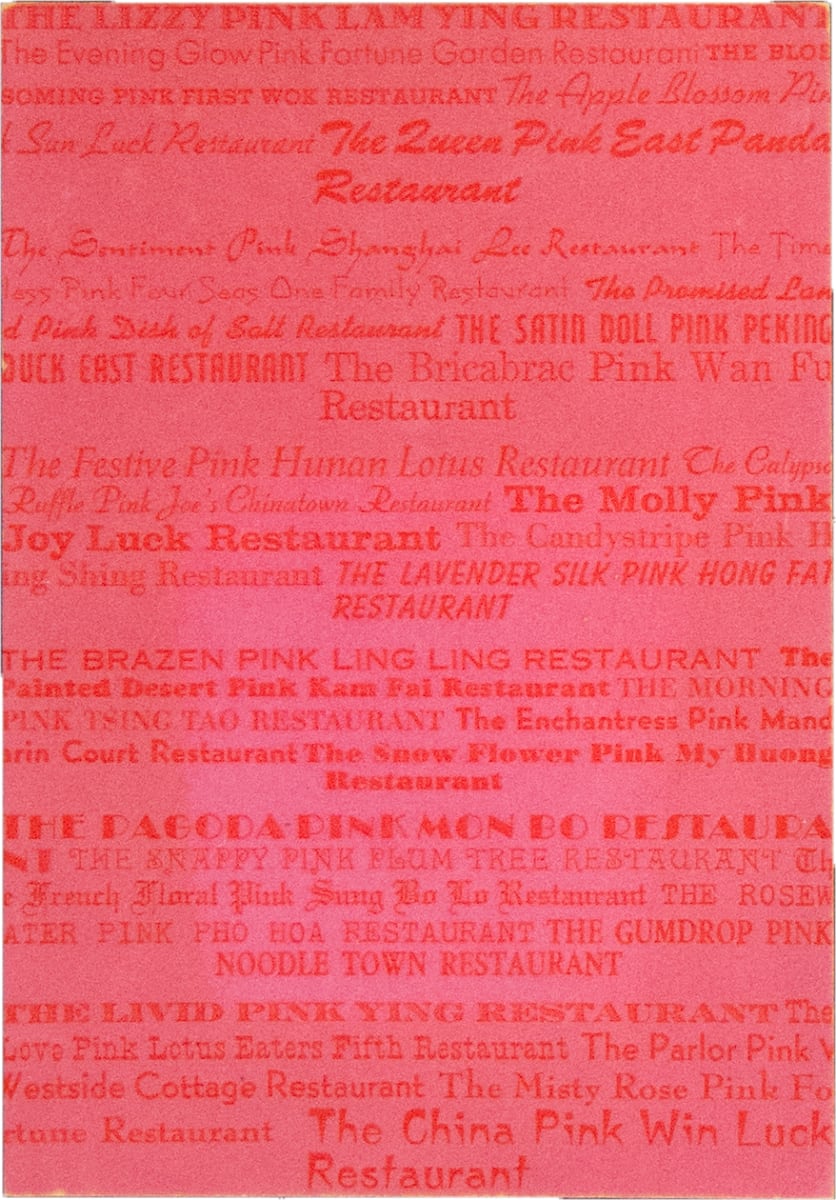 THE LIZZY PINK LAM YING RESTAURANT
The Evening Glow Pink Fortune Garden Restaurant THE BLOS
SOMING PINK FIRST WOK RESTAURANT The Apple Blossom Pin
k Sun Luck Restaurant The Queen Pink East Panda
Restaurant
The Sentiment Pink Shanghai Lee Restaurant The Time
less Pink Four Seas One Family Restaurant The Promised Lan
d Pink Dish of Salt Restaurant THE SATIN DOLL PINK PEKING
DUCK EAST RESTAURANT The Bricabrac Pink Wan Fu
Restaurant
The Festive Pink Hunan Lotus Restaurant The Calypso
Ruffle Pink Joe's Chinatown Restaurant The Molly Pink
Joy Luck Restaurant The Candystripe Pink H
ing Shing Restaurant THE LAVENDER SILK PINK HONG FAT
RESTAURANT
THE BRAZEN PINK LING LING RESTAURANT The
Painted Desert Pink Kam Fai Restaurant THE MORNING
PINK TSING TAO RESTAURANT The Enchantress Pink Mand
arin Court Restaurant The Snow Flower Pink My Huong
Restaurant
THE PAGODA PINK MON BO RESTAURA
NT THE SNAPPY PINK PLUM TREE RESTAURANT Th
e French Floral Pink Sung Bo Lo Restaurant THE ROSEW
ATER PINK PHO HOA RESTAURANT THE GUMDROP PINK
NOODLE TOWN RESTAURANT
THE LIVID PINK YING RESTAURANT The
Love Pink Lotus Eaters Fifth Restaurant The Parlor Pink W
Westside Cottage Restaurant The Misty Rose Pink Fo
rtune Restaurant The China Pink Win Luck
Restaurant